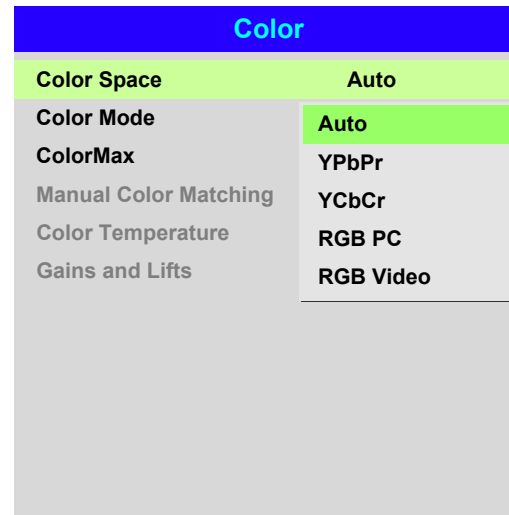 Color
Color Space Auto
Color Mode Auto
ColorMax YPbPr
Manual Color Matching YCbCr
Color Temperature RGB PC
Gains and Lifts RGB Video